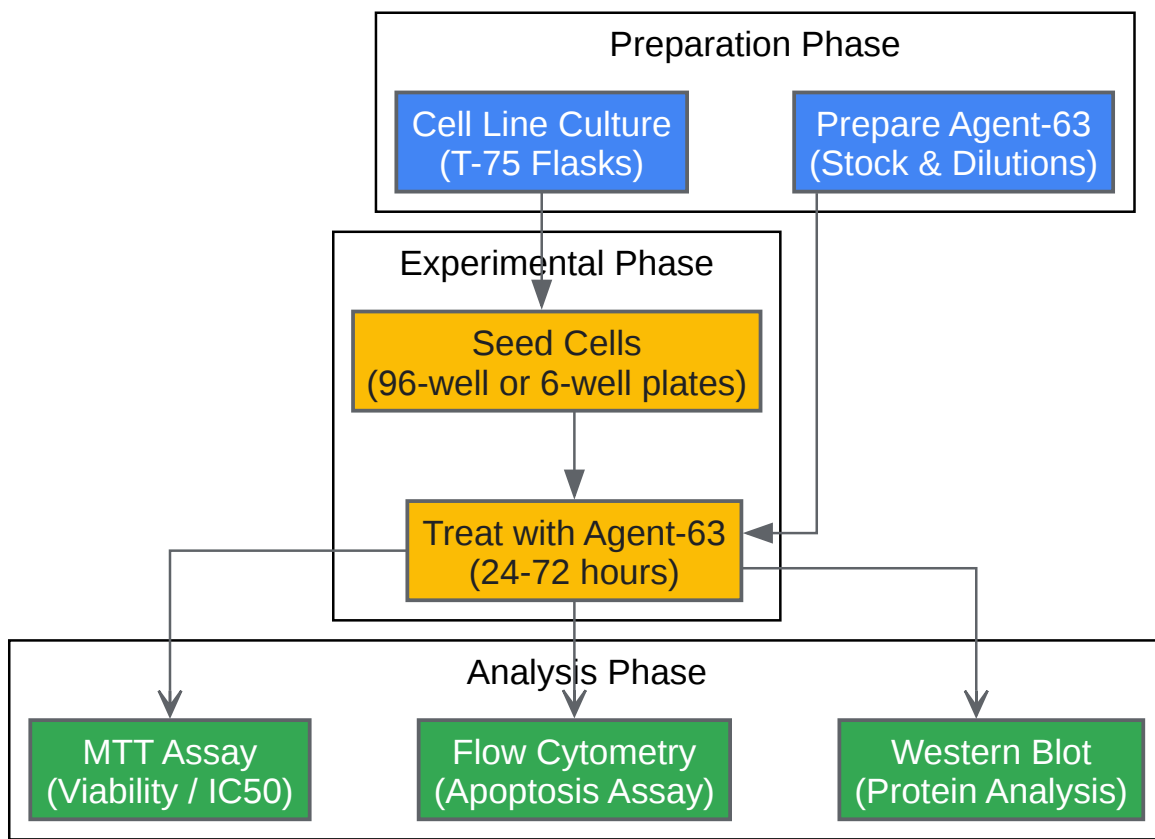 Preparation Phase
Cell Line Culture
(T-75 Flasks)
Prepare Agent-63
(Stock & Dilutions)
Experimental Phase
Seed Cells
(96-well or 6-well plates)
Treat with Agent-63
(24-72 hours)
Analysis Phase
MTT Assay
(Viability / IC50)
Flow Cytometry
(Apoptosis Assay)
Western Blot
(Protein Analysis)